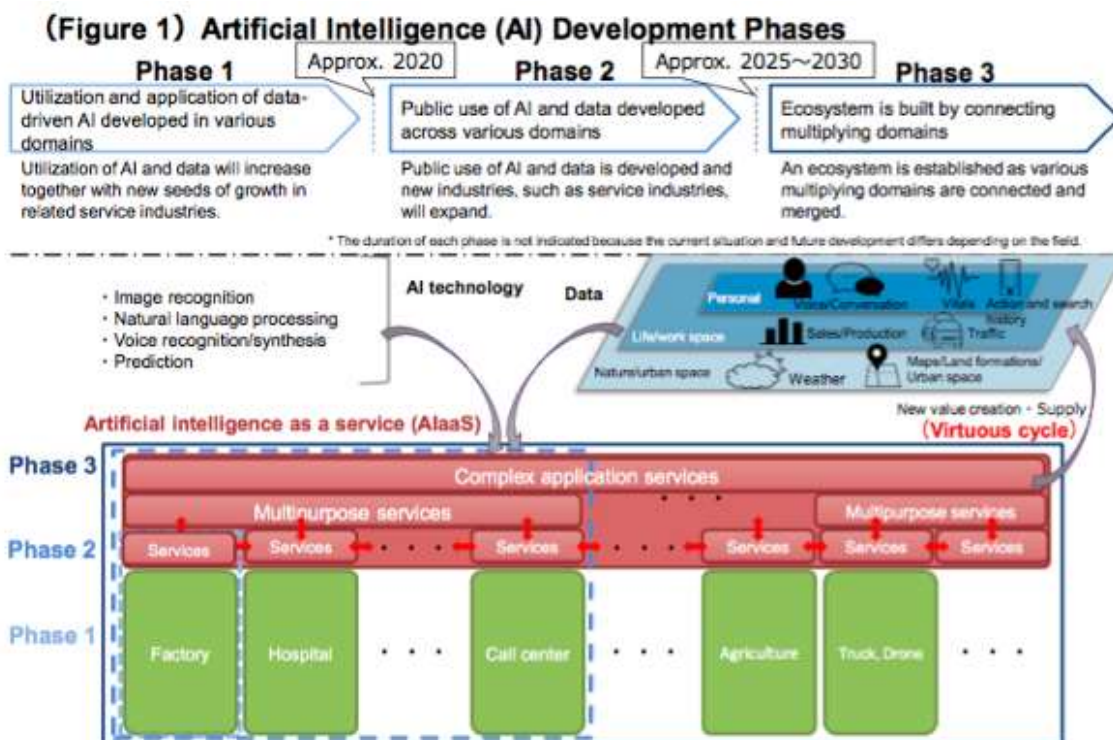 (Figure 1) Artificial Intelligence (AI) Development Phases
Phase 1
Approx. 2020
Phase 2
Approx. 2025~2030
Phase 3
Utilization and application of data-
driven AI developed in various
domains
Public use of AI and data developed
across various domains
Ecosystem is built by connecting
multiplying domains
Utilization of AI and data will increase
together with new seeds of growth in
related service industries.
Public use of AI and data is developed and
new industries, such as service industries,
will expand.
An ecosystem is established as various
multiplying domains are connected and
merged.
* The duration of each phase is not indicated because the current situation and future development differs depending on the field.
・Image recognition
・Natural language processing
・Voice recognition/synthesis
・Prediction
AI technology
Data
Personal
Voice/Conversation
Vitals
Action and search
history
Life/work space
Sales/Production
Traffic
Nature/urban space
Weather
Maps/Land formations/
Urban space
New value creation・Supply
(Virtuous cycle)
Artificial intelligence as a service (AIaaS)
Phase 3
Complex application services
Multipurpose services
. . .
Multipurpose services
Phase 2
Services
Services
. . .
Services
. . .
Services
Services
Services
Phase 1
Factory
Hospital
. . .
Call center
. . .
Agriculture
Truck, Drone
. . .